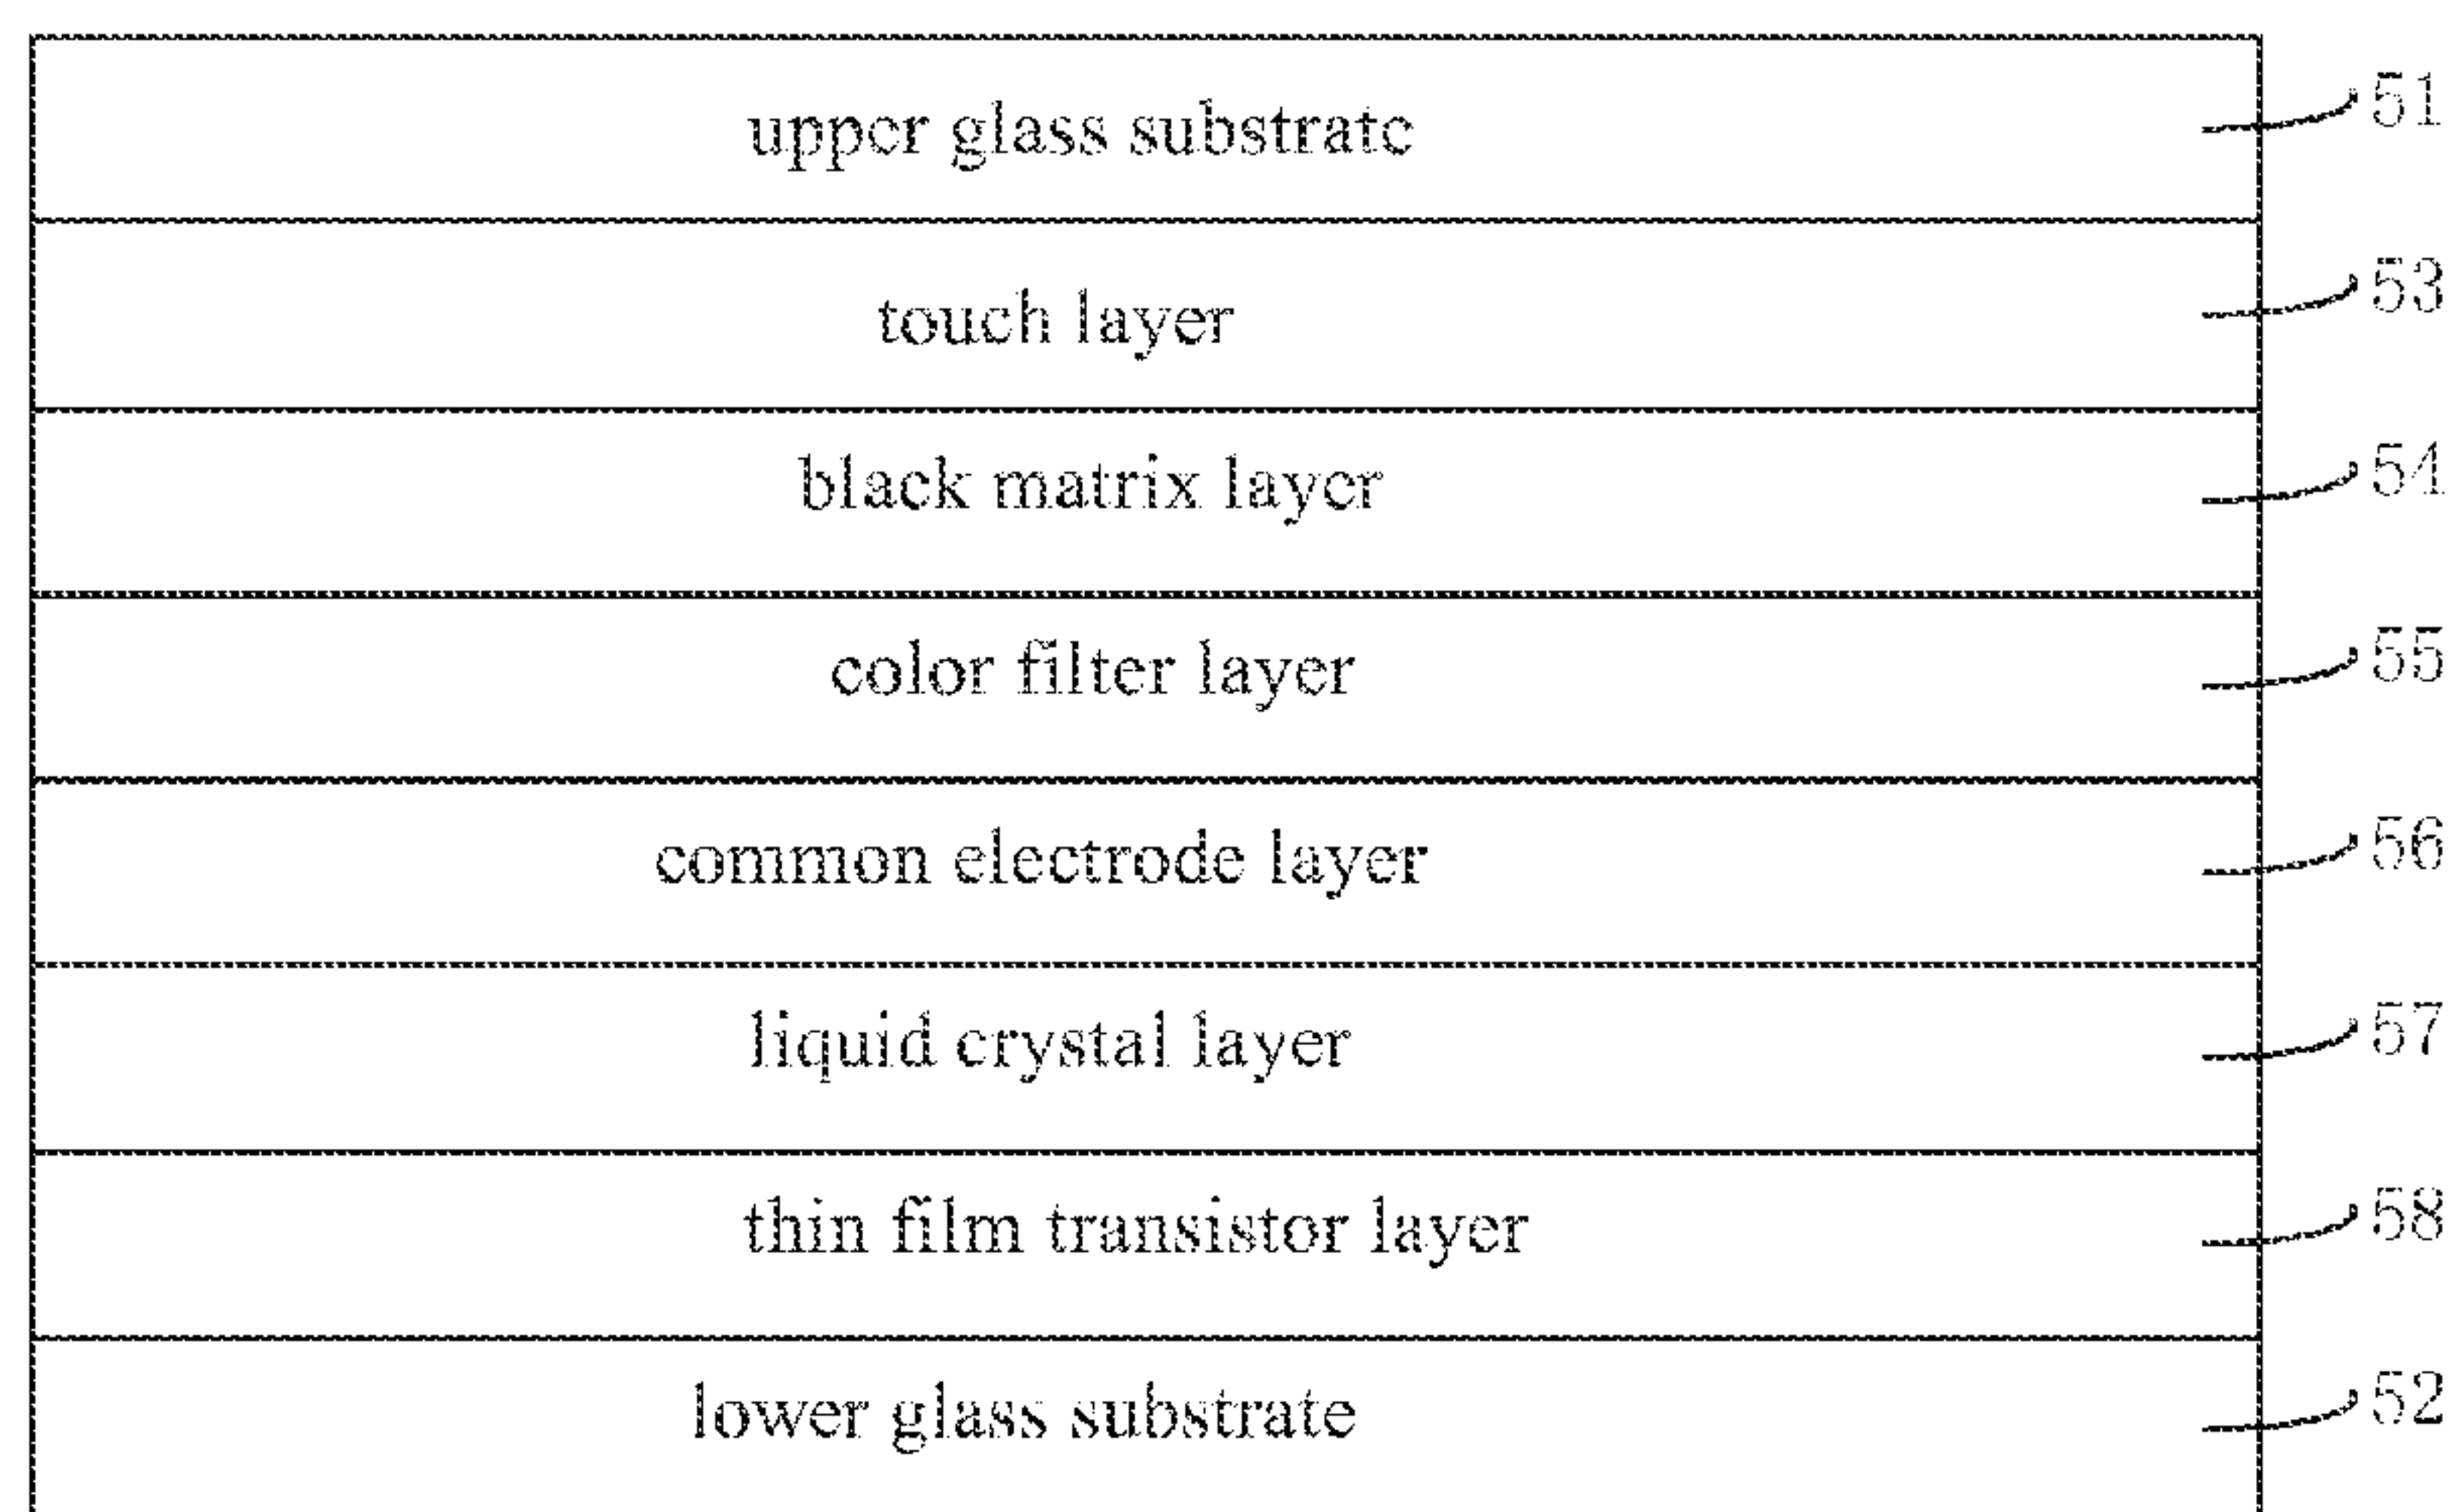 upper glass substrate 51
touch layer 53
black matrix layer 54
color filter layer 55
common electrode layer 56
liquid crystal layer 57
thin film transistor layer 58
lower glass substrate 52